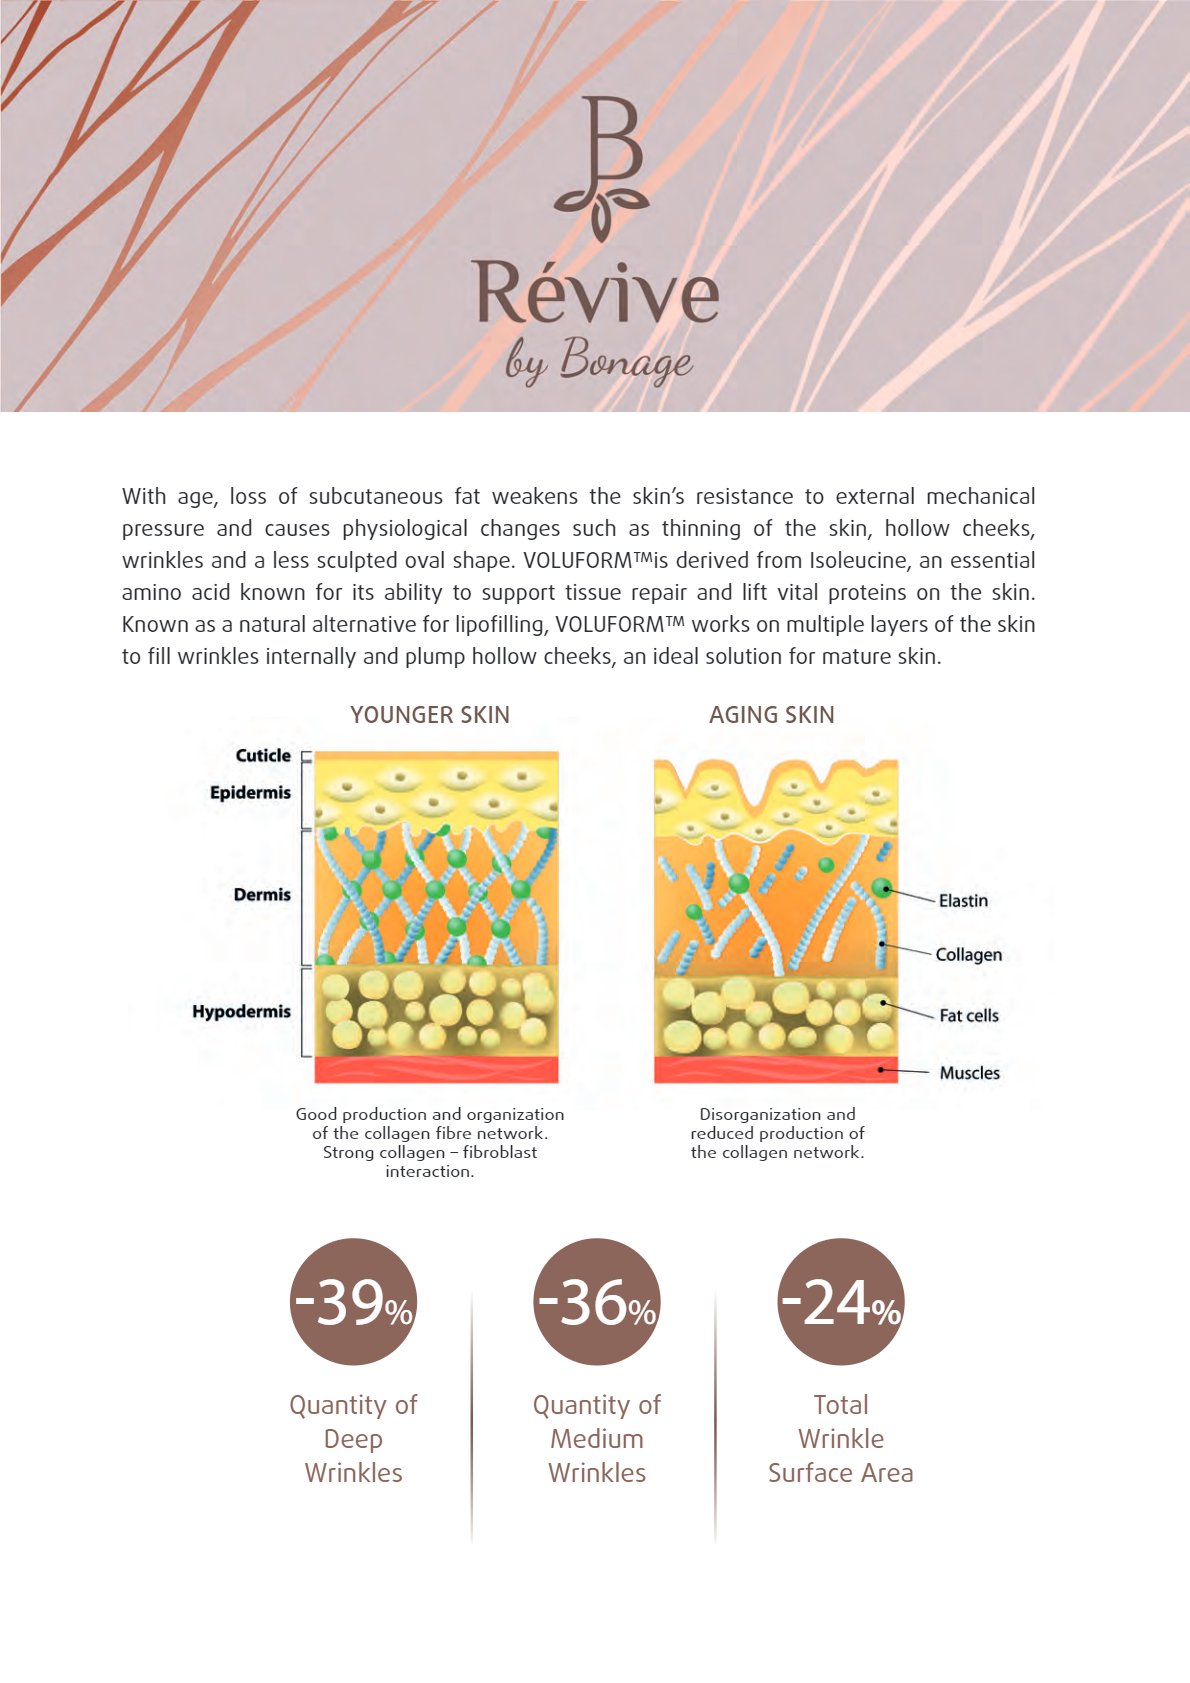 B
Révive
by Bonage
With age, loss of subcutaneous fat weakens the skin’s resistance to external mechanical
pressure and causes physiological changes such as thinning of the skin, hollow cheeks,
wrinkles and a less sculpted oval shape. VOLUFORM™is derived from Isoleucine, an essential
amino acid known for its ability to support tissue repair and lift vital proteins on the skin.
Known as a natural alternative for lipofilling, VOLUFORM™ works on multiple layers of the skin
to fill wrinkles internally and plump hollow cheeks, an ideal solution for mature skin.
YOUNGER SKIN
Cuticle
Epidermis
Dermis
Hypodermis
Good production and organization
of the collagen fibre network.
Strong collagen – fibroblast
interaction.
AGING SKIN
Elastin
Collagen
Fat cells
Muscles
Disorganization and
reduced production of
the collagen network.
-39%
Quantity of
Deep
Wrinkles
-36%
Quantity of
Medium
Wrinkles
-24%
Total
Wrinkle
Surface Area